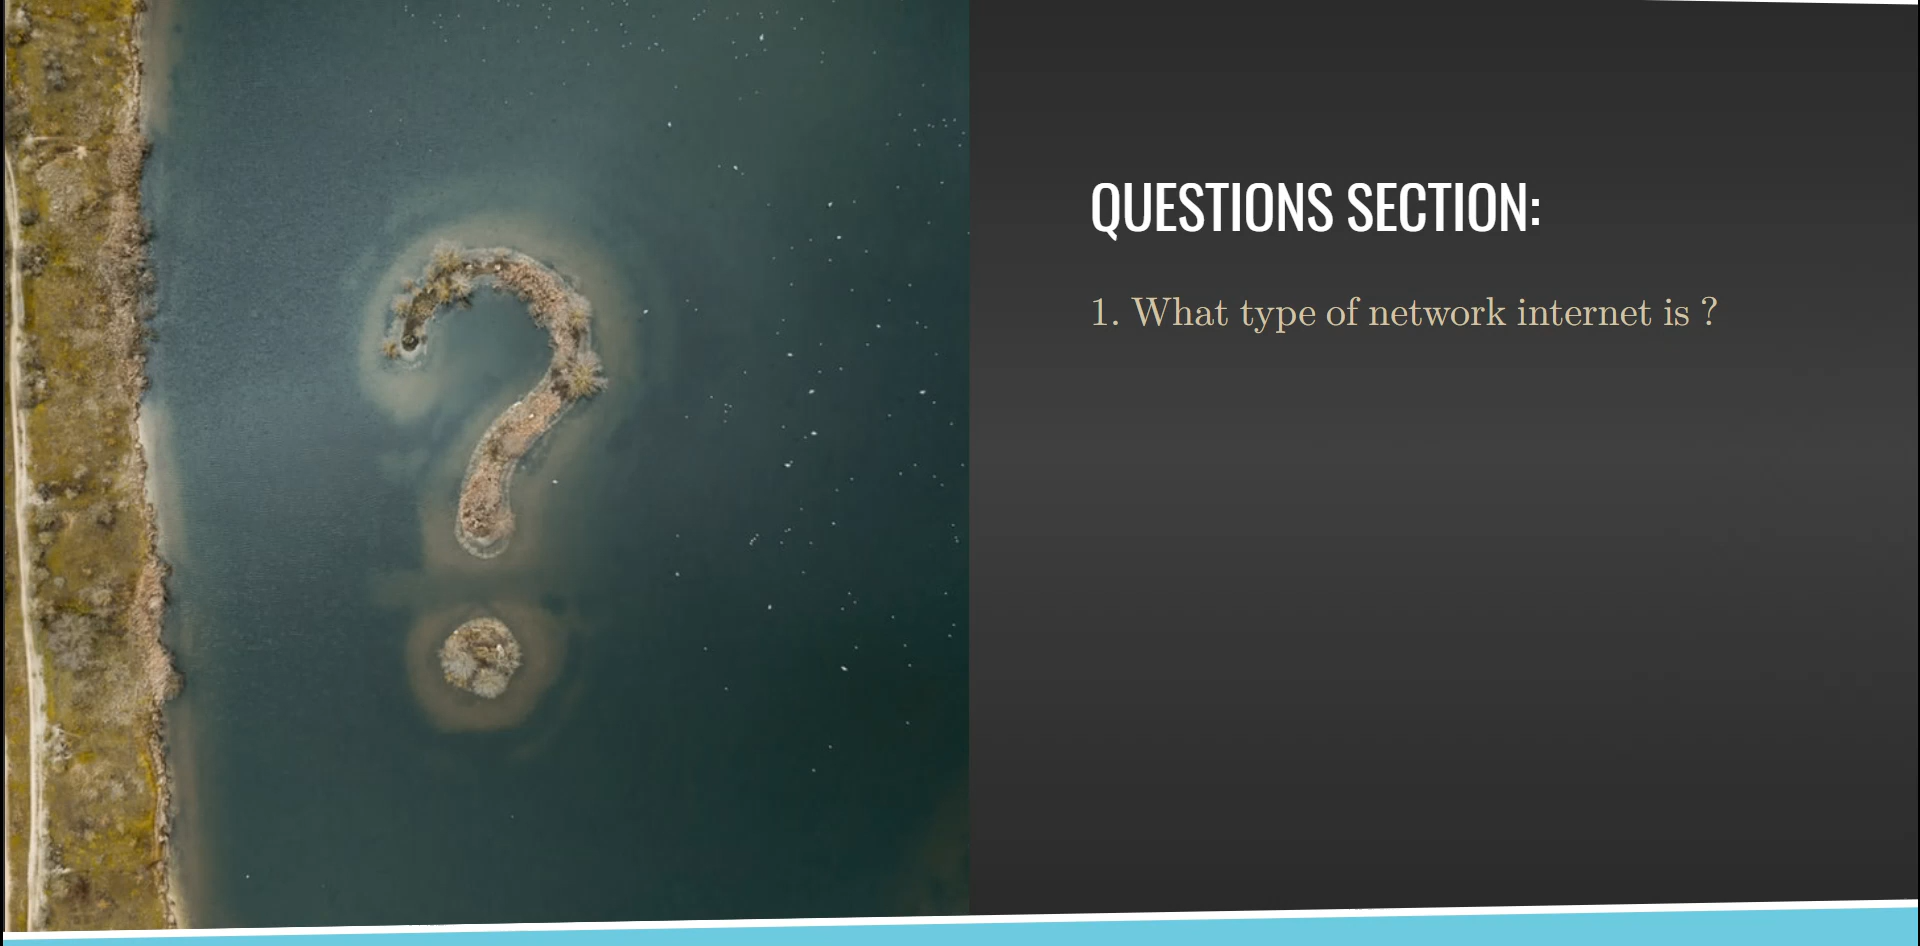 QUESTIONS SECTION:
1. What type of network internet is ?